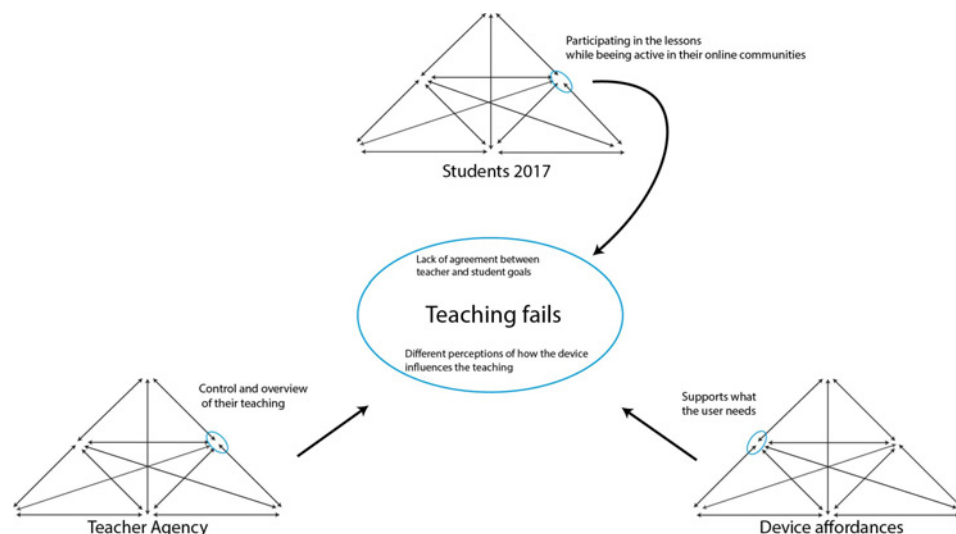 Participating in the lessons
while beeing active in their online communities
Students 2017
Lack of agreement between
teacher and student goals
Teaching fails
Different perceptions of how the device
influences the teaching
Control and overview
of their teaching
Teacher Agency
Supports what
the user needs
Device affordances